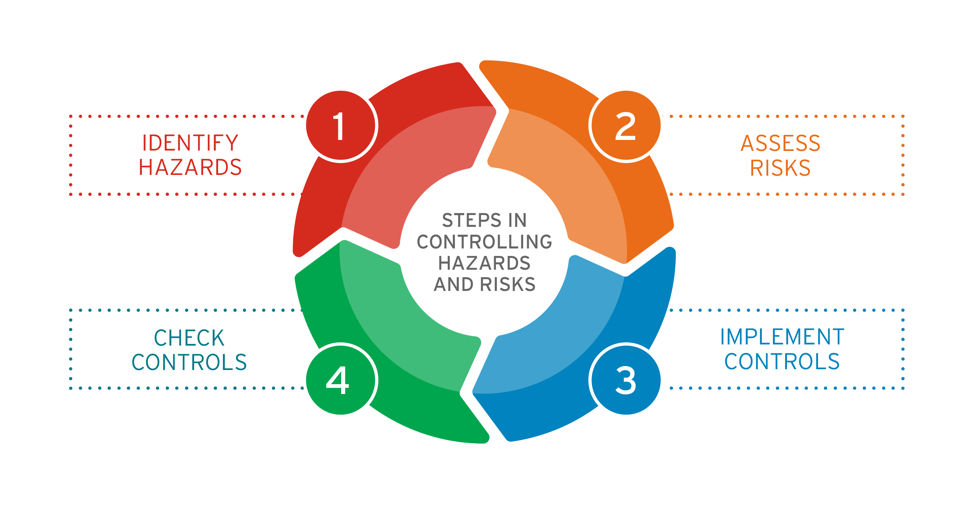 1
IDENTIFY
HAZARDS
2
ASSESS
RISKS
STEPS IN
CONTROLLING
HAZARDS
AND RISKS
4
CHECK
CONTROLS
3
IMPLEMENT
CONTROLS